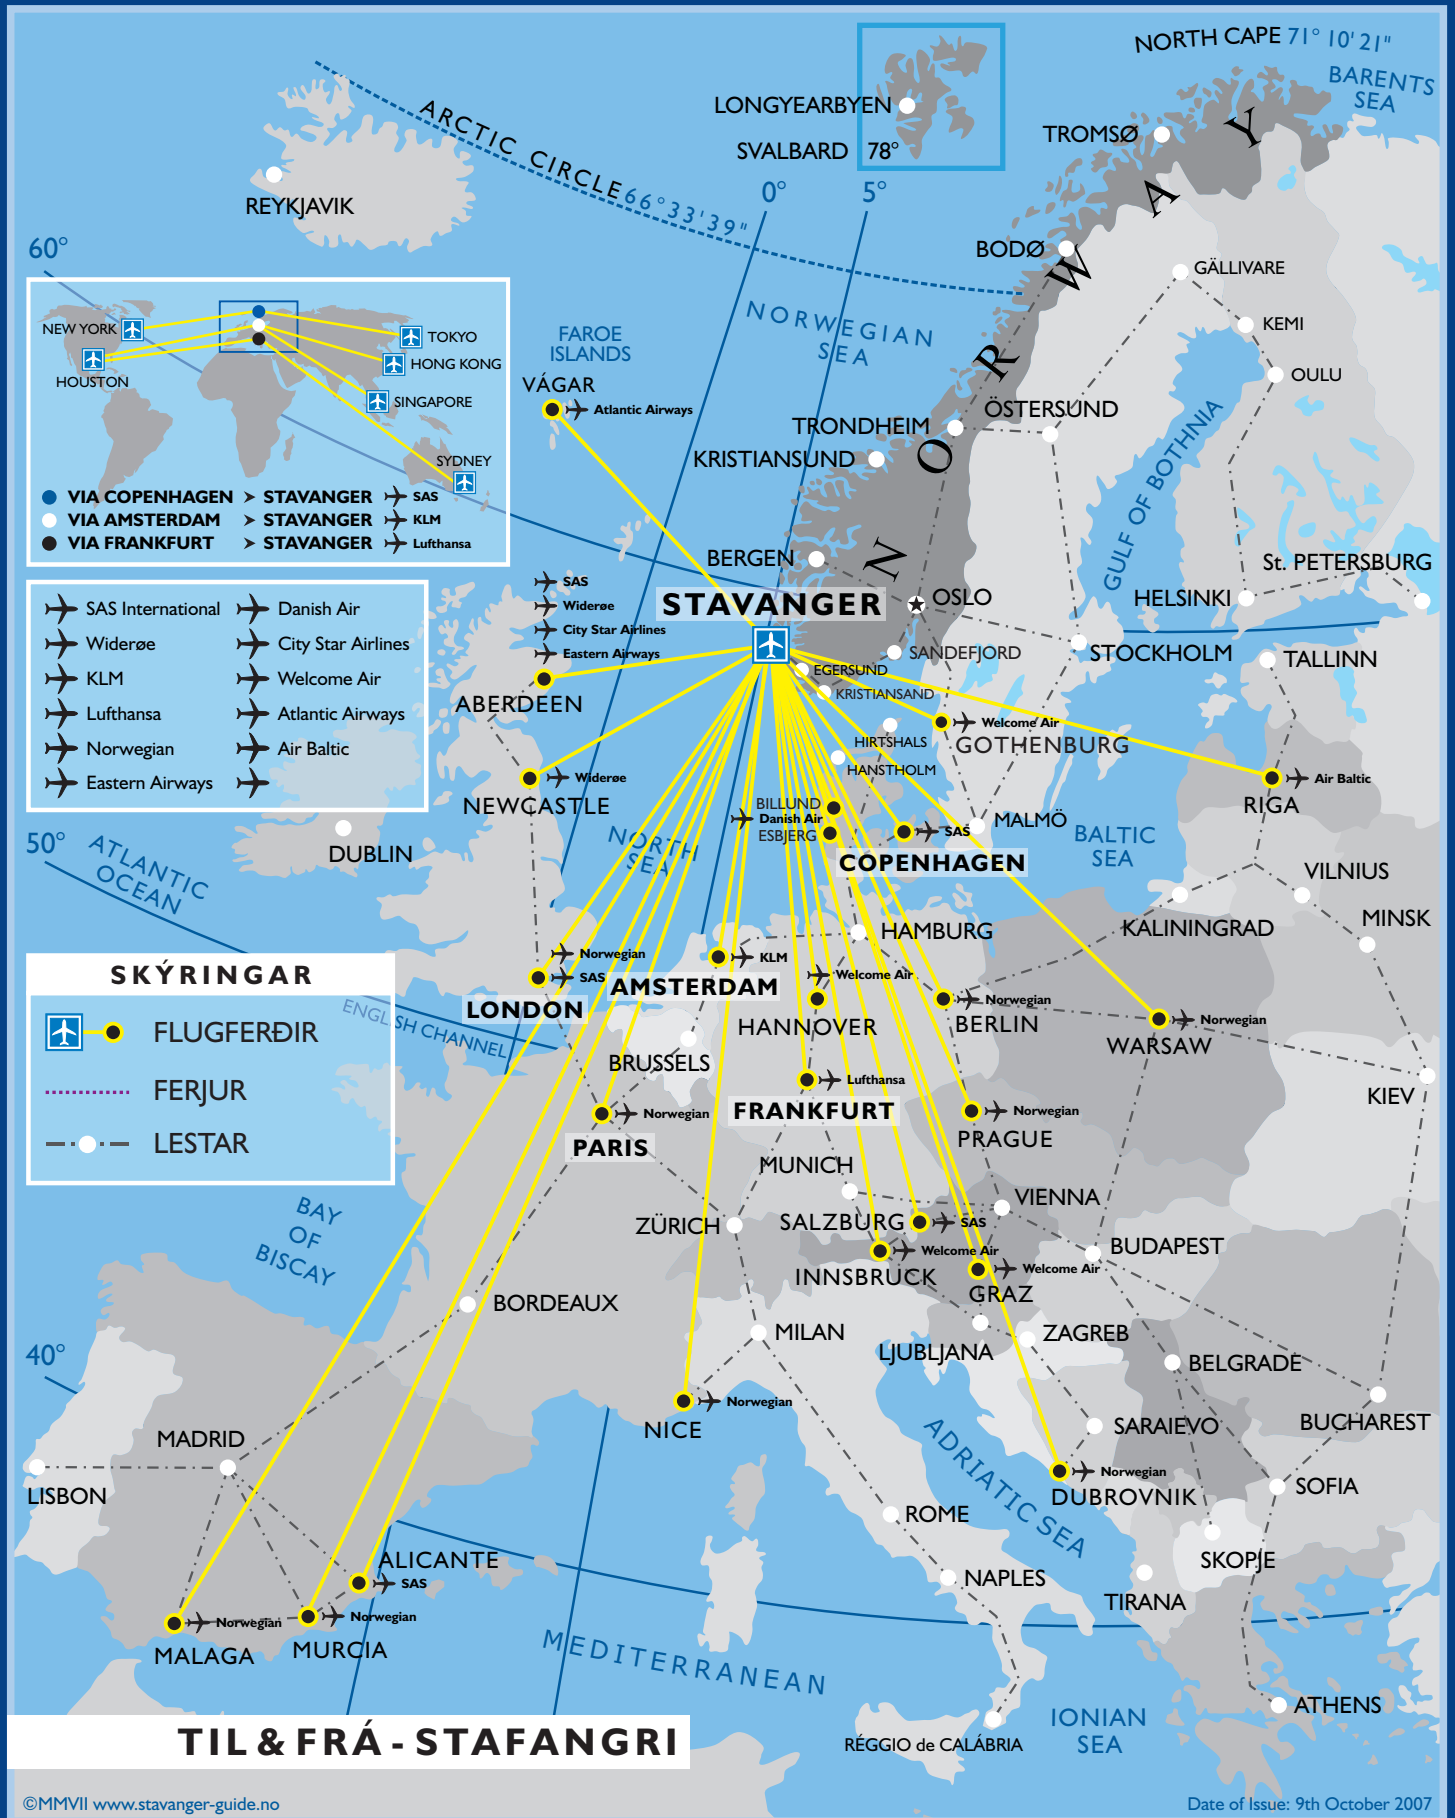 NORTH CAPE 71° 10' 21"
BARENTS
SEA
LONGYEARBYEN
SVALBARD 78°
TROMSØ
ARCTIC CIRCLE 66°33'39"
0°
5°
REYKJAVIK
60°
BODØ
NORWAY
GÄLLIVARE
NORWEGIAN
SEA
KEMI
OULU
FAROE
ISLANDS
VÁGAR
Atlantic Airways
ÖSTERSUND
TRONDHEIM
KRISTIANSUND
GULF OF BOTHNIA
NEW YORK
HOUSTON
TOKYO
HONG KONG
SINGAPORE
SYDNEY
VIA COPENHAGEN > STAVANGER SAS
VIA AMSTERDAM > STAVANGER KLM
VIA FRANKFURT > STAVANGER Lufthansa
BERGEN
St. PETERSBURG
STAVANGER
OSLO
HELSINKI
SAS International
Widerøe
KLM
Lufthansa
Norwegian
Eastern Airways
Danish Air
City Star Airlines
Welcome Air
Atlantic Airways
Air Baltic
SAS
Widerøe
City Star Airlines
Eastern Airways
ABERDEEN
SANDEFJORD
EGERSUND
KRISTIANSAND
STOCKHOLM
TALLINN
Welcome Air
GOTHENBURG
HIRTSHALS
HANSTHOLM
Widerøe
NEWCASTLE
Air Baltic
RIGA
BILLUND
Danish Air
ESBJERG
SAS
COPENHAGEN
MALMÖ
BALTIC
SEA
NORTH
SEA
DUBLIN
50°
ATLANTIC
OCEAN
VILNIUS
MINSK
KALININGRAD
HAMBURG
Norwegian
SAS
LONDON
KLM
AMSTERDAM
Welcome Air
HANNOVER
Norwegian
BERLIN
Norwegian
WARSAW
SKÝRINGAR
FLUGFERÐIR
FERJUR
LESTAR
ENGLISH CHANNEL
BRUSSELS
KIEV
Lufthansa
FRANKFURT
Norwegian
PARIS
Norwegian
PRAGUE
MUNICH
VIENNA
ZÜRICH
SALZBURG
SAS
Welcome Air
INNSBRUCK
Welcome Air
GRAZ
BUDAPEST
BAY
OF
BISCAY
BORDEAUX
MILAN
LJUBLJANA
ZAGREB
BELGRADE
40°
Norwegian
NICE
SARAIEVO
BUCHAREST
MADRID
LISBON
ADRIATIC SEA
Norwegian
DUBROVNIK
SOFIA
ROME
SKOPJE
ALICANTE
SAS
NAPLES
TIRANA
Norwegian
MALAGA
Norwegian
MURCIA
MEDITERRANEAN
ATHENS
IONIAN
SEA
RÉGGIO de CALÁBRIA
TIL & FRÁ - STAFANGRI
©MMVII www.stavanger-guide.no
Date of Issue: 9th October 2007